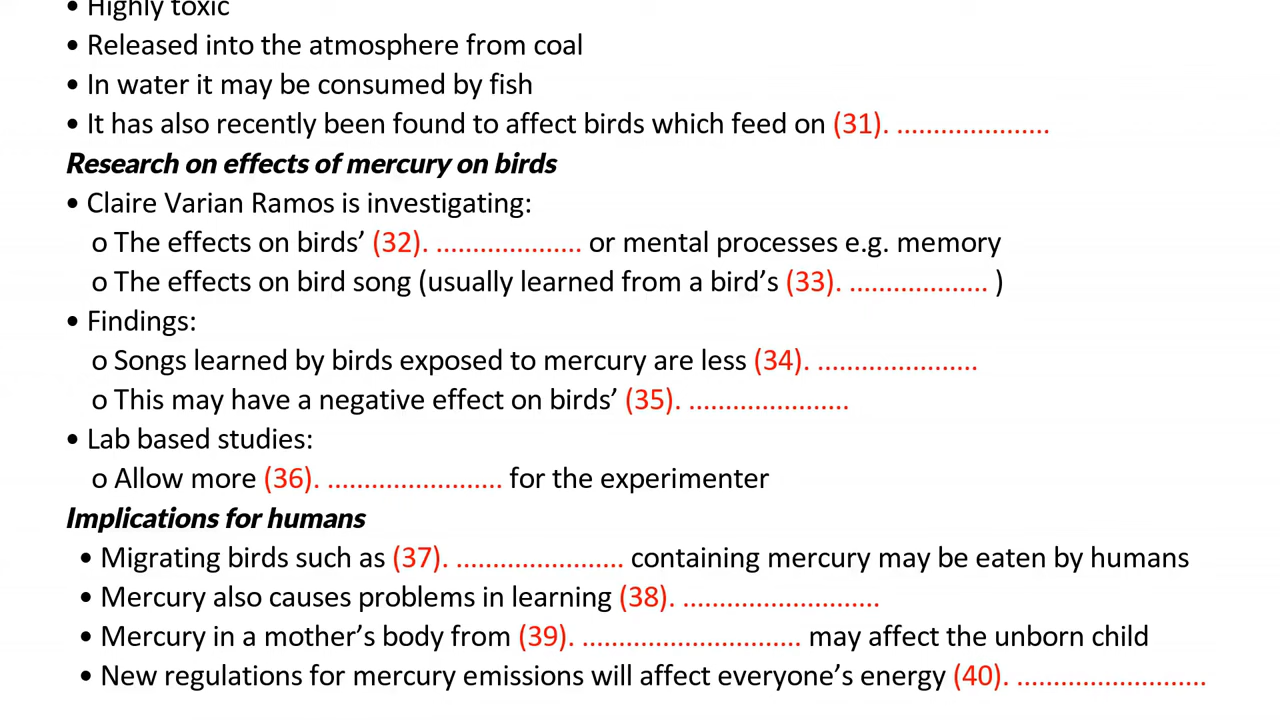 • Highly toxic
• Released into the atmosphere from coal
• In water it may be consumed by fish
• It has also recently been found to affect birds which feed on (31). .....................
Research on effects of mercury on birds
• Claire Varian Ramos is investigating:
o The effects on birds’ (32). .................... or mental processes e.g. memory
o The effects on bird song (usually learned from a bird’s (33). ................... )
• Findings:
o Songs learned by birds exposed to mercury are less (34). ......................
o This may have a negative effect on birds’ (35). ......................
• Lab based studies:
o Allow more (36). ........................ for the experimenter
Implications for humans
• Migrating birds such as (37). ....................... containing mercury may be eaten by humans
• Mercury also causes problems in learning (38). ...........................
• Mercury in a mother’s body from (39). .............................. may affect the unborn child
• New regulations for mercury emissions will affect everyone’s energy (40). ..........................